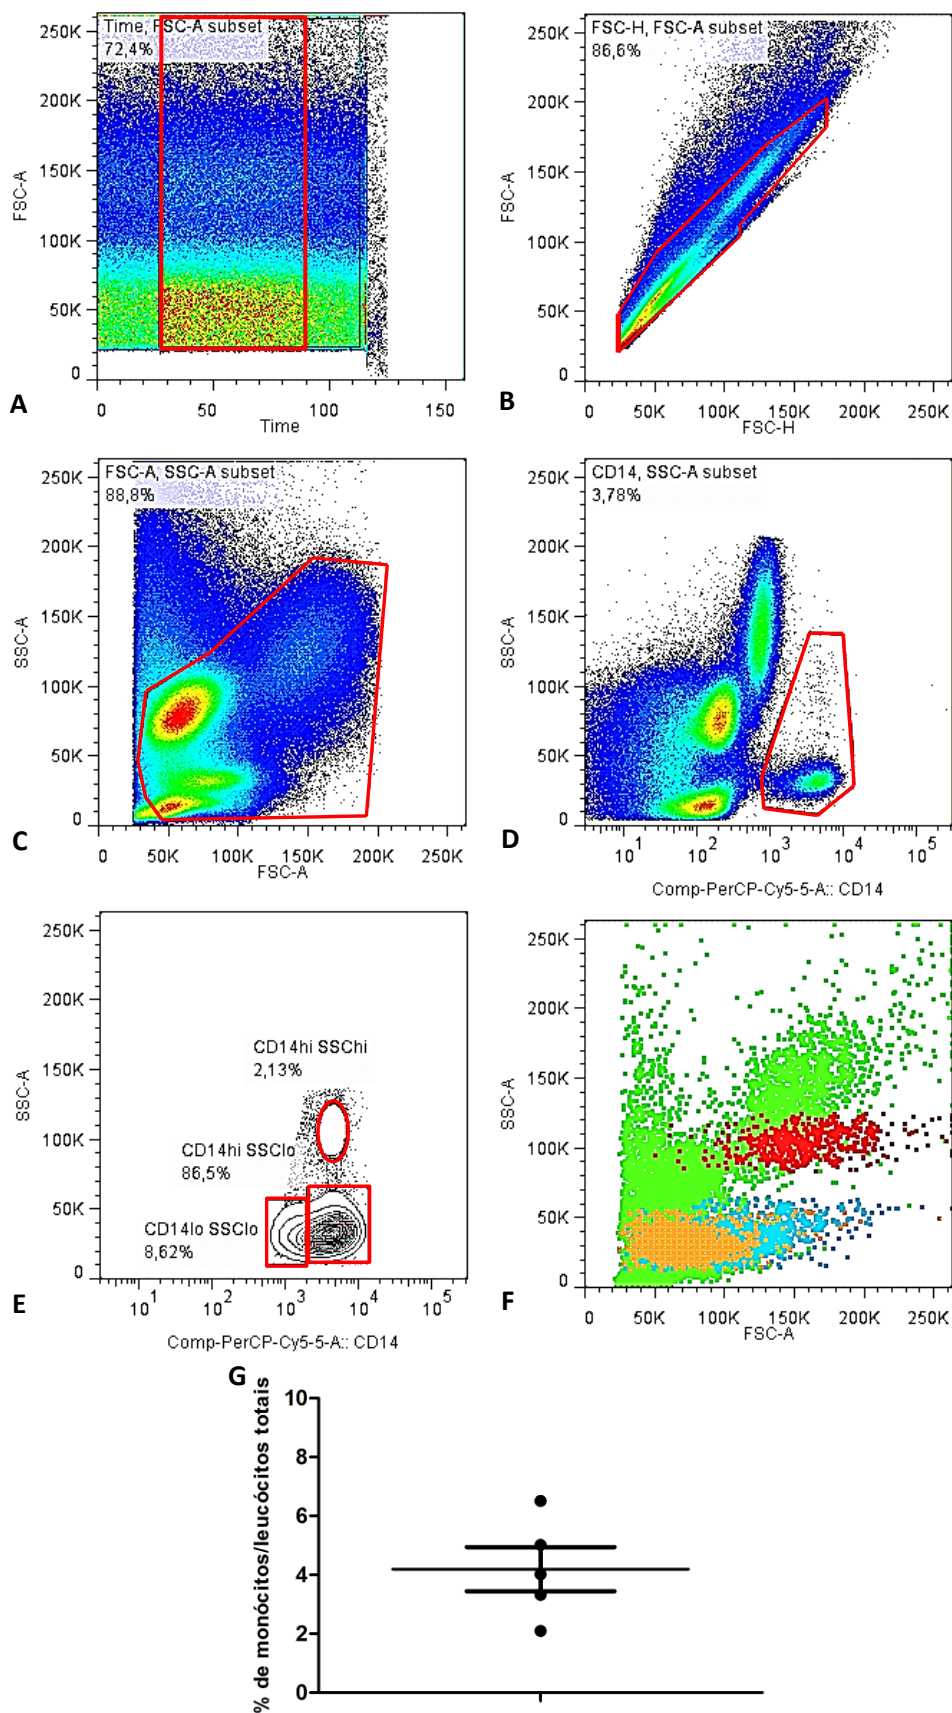 Time, FSC-A subset
72,4%
250K
200K
150K
100K
50K
0
FSC-A
0
50
100
150
Time
A
FSC-H, FSC-A subset
86,6%
250K
200K
150K
100K
50K
0
FSC-A
0
50K
100K
150K
200K
250K
FSC-H
B
FSC-A, SSC-A subset
88,8%
250K
200K
150K
100K
50K
0
SSC-A
0
50K
100K
150K
200K
250K
FSC-A
C
CD14, SSC-A subset
3,78%
250K
200K
150K
100K
50K
0
SSC-A
10^1
10^2
10^3
10^4
10^5
Comp-PerCP-Cy5-5-A:: CD14
D
250K
200K
150K
100K
50K
0
SSC-A
CD14hi SSChi
2,13%
CD14hi SSClo
86,5%
CD14lo SSClo
8,62%
10^1
10^2
10^3
10^4
10^5
Comp-PerCP-Cy5-5-A:: CD14
E
250K
200K
150K
100K
50K
0
SSC-A
0
50K
100K
150K
200K
250K
FSC-A
F
G
% de monócitos/leucócitos totais
10
8
6
4
2
0